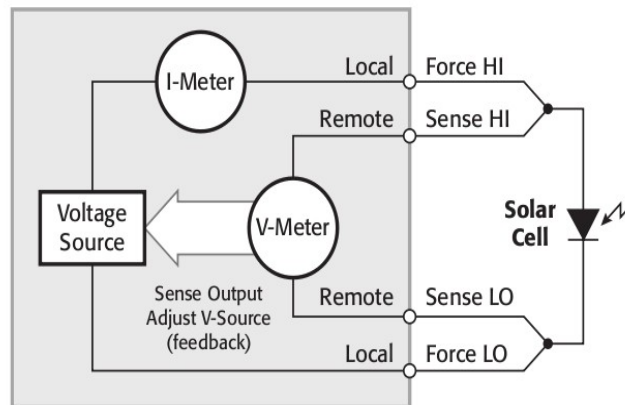 Local
Force HI
I-Meter
Remote
Sense HI
Voltage
Source
V-Meter
Solar
Cell
Sense Output
Adjust V-Source
(feedback)
Remote
Sense LO
Local
Force LO